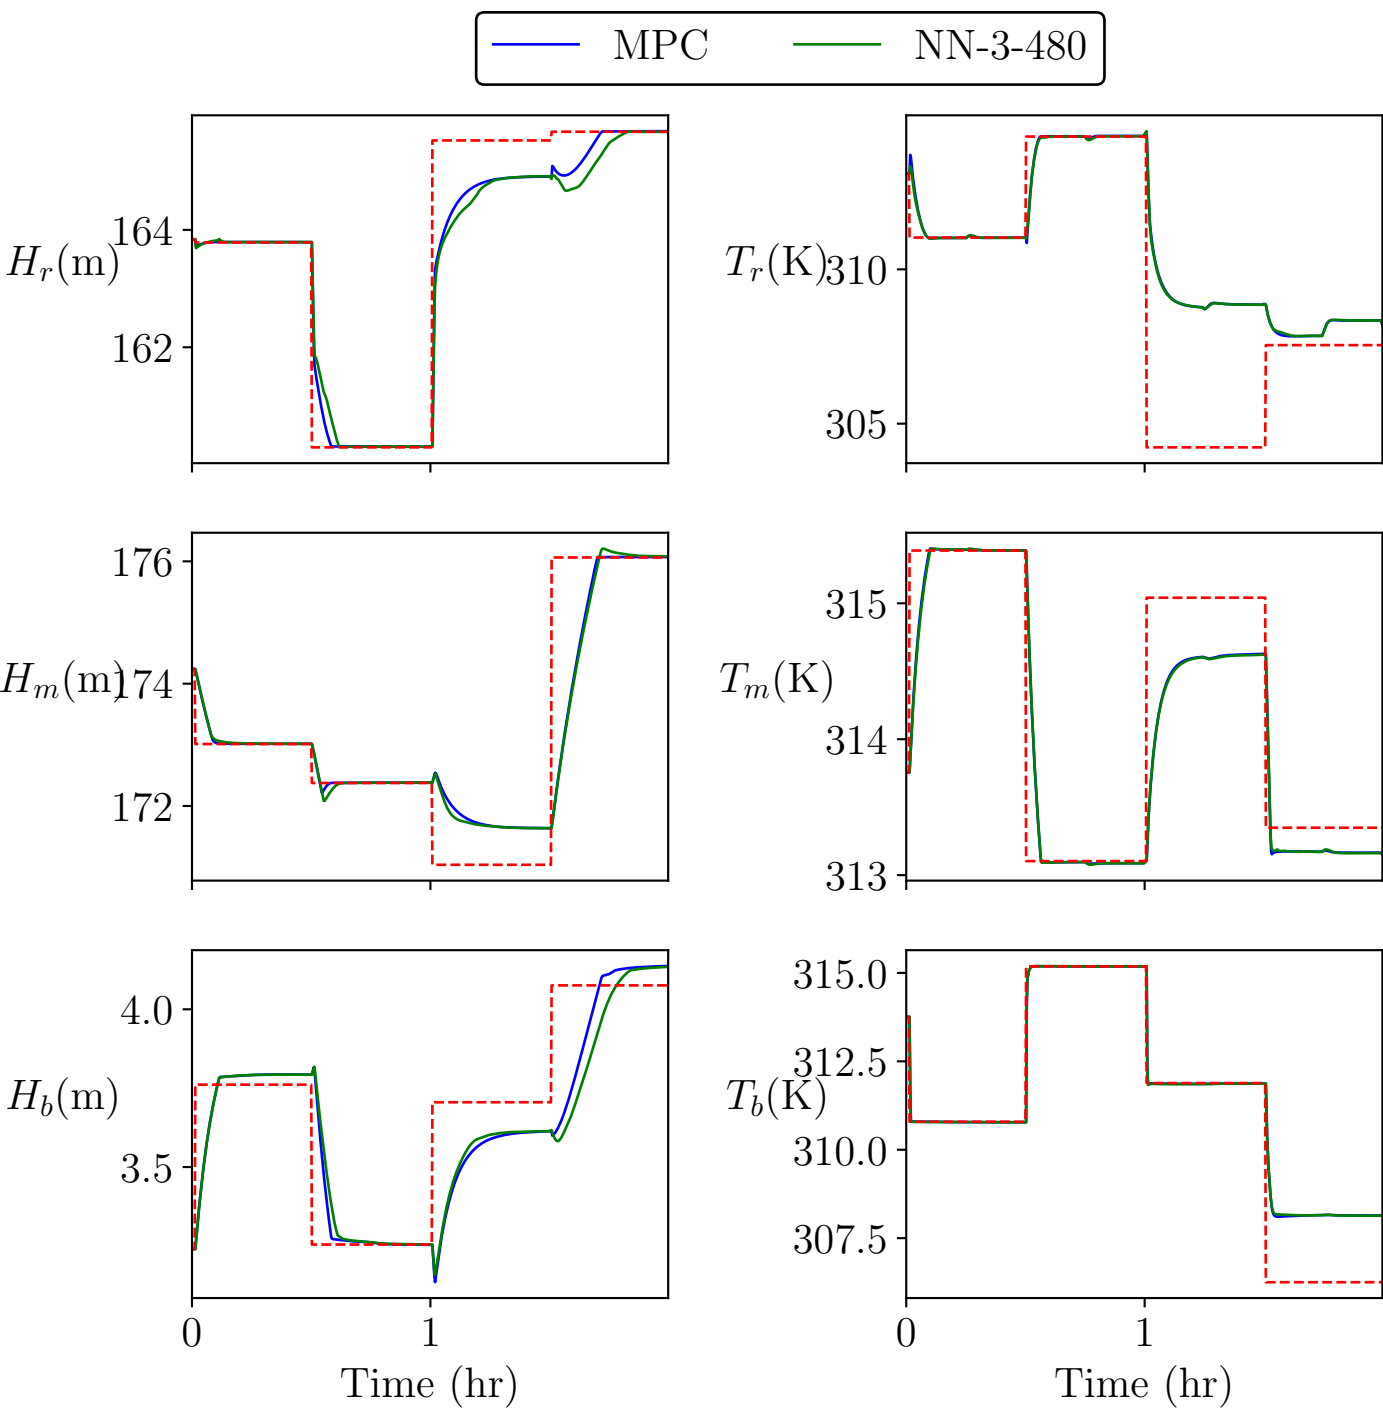 MPC NN-3-480
164
H_r(m)
162
T_r(K)
310
305
176
H_m(m)
174
172
315
T_m(K)
314
313
4.0
H_b(m)
3.5
315.0
312.5
T_b(K)
310.0
307.5
0 1
0 1
Time (hr)
Time (hr)